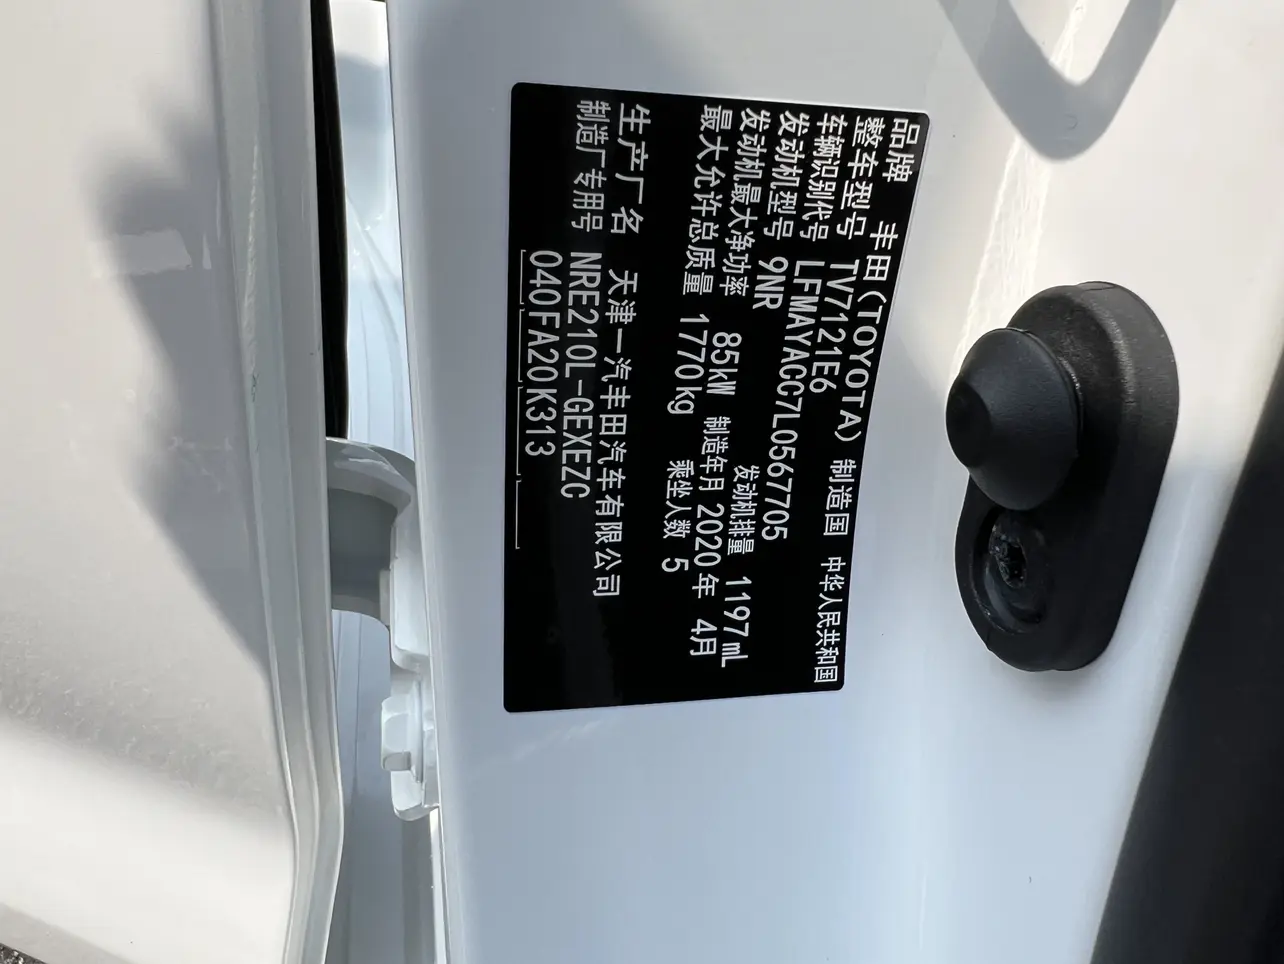 品牌 丰田(TOYOTA) 制造国 中华人民共和国
整车型号 TV7121E6
车辆识别代号 LFMAYACC7L0567705
发动机型号 9NR 发动机排量 1197mL
发动机最大净功率 85kW 制造年月 2020年 4月
最大允许总质量 1770kg 乘坐人数 5
生产厂名 天津一汽丰田汽车有限公司
制造厂专用号 NRE210L-GEXEZC
040FA20K313